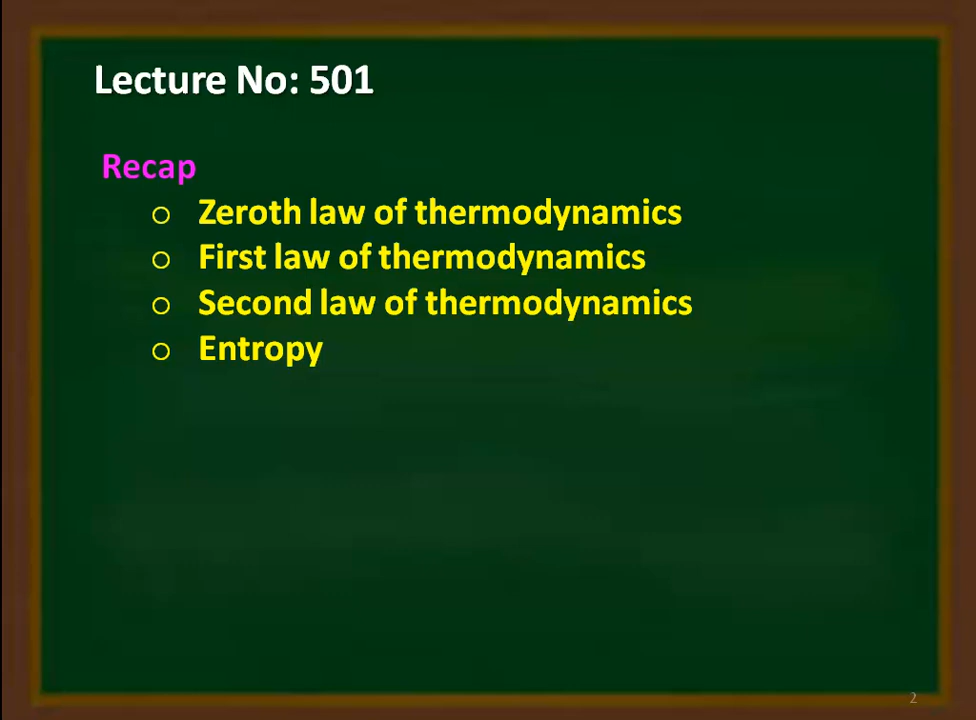 Lecture No: 501
Recap
○ Zeroth law of thermodynamics
○ First law of thermodynamics
○ Second law of thermodynamics
○ Entropy
2